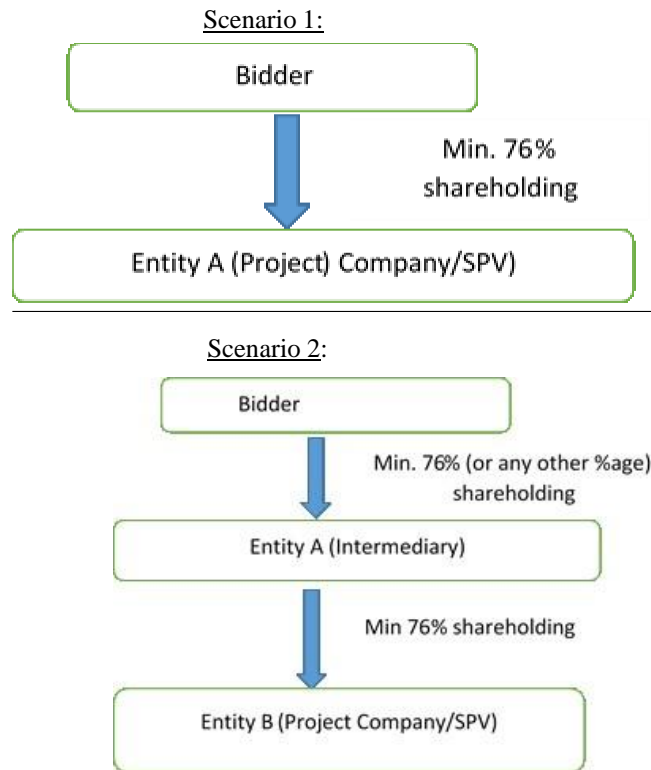 Scenario 1:
Bidder
Min. 76%
shareholding
Entity A (Project) Company/SPV)
Scenario 2:
Bidder
Min. 76% (or any other %age)
shareholding
Entity A (Intermediary)
Min 76% shareholding
Entity B (Project Company/SPV)